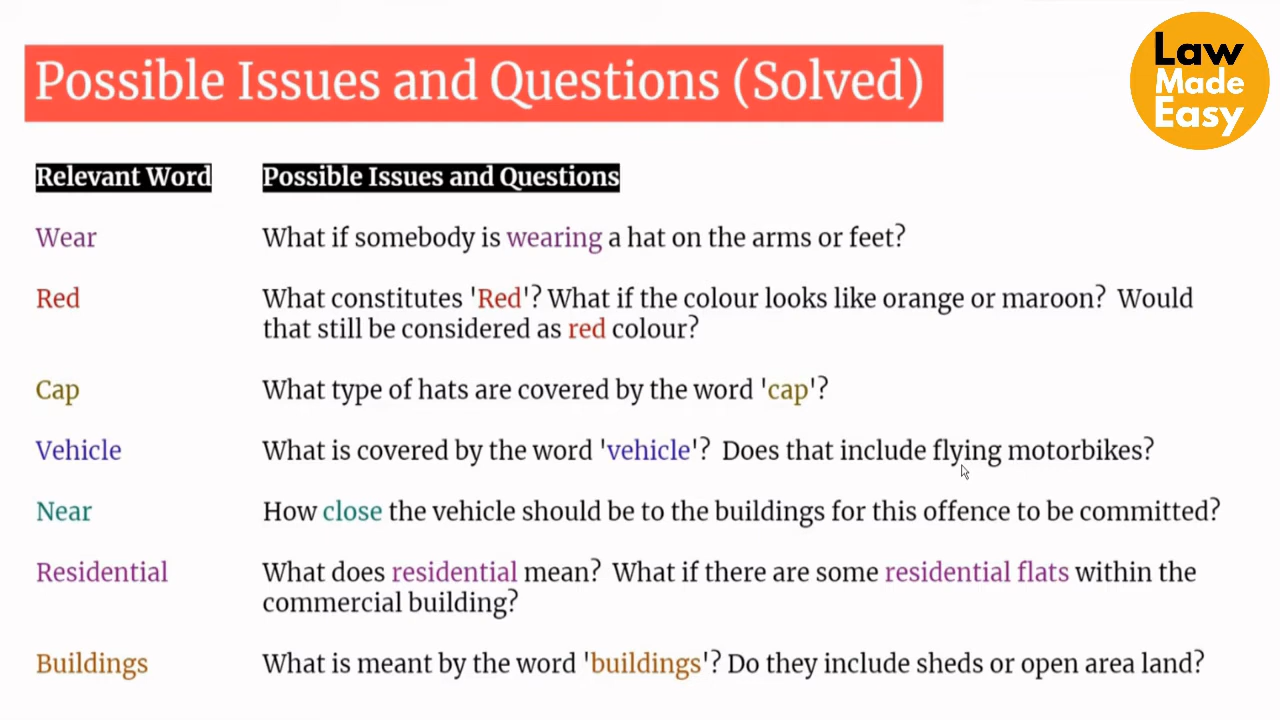 Possible Issues and Questions (Solved)
Law
Made
Easy
Relevant Word Possible Issues and Questions
Wear What if somebody is wearing a hat on the arms or feet?
Red What constitutes 'Red'? What if the colour looks like orange or maroon? Would
that still be considered as red colour?
Cap What type of hats are covered by the word 'cap'?
Vehicle What is covered by the word 'vehicle'? Does that include flying motorbikes?
Near How close the vehicle should be to the buildings for this offence to be committed?
Residential What does residential mean? What if there are some residential flats within the
commercial building?
Buildings What is meant by the word 'buildings'? Do they include sheds or open area land?